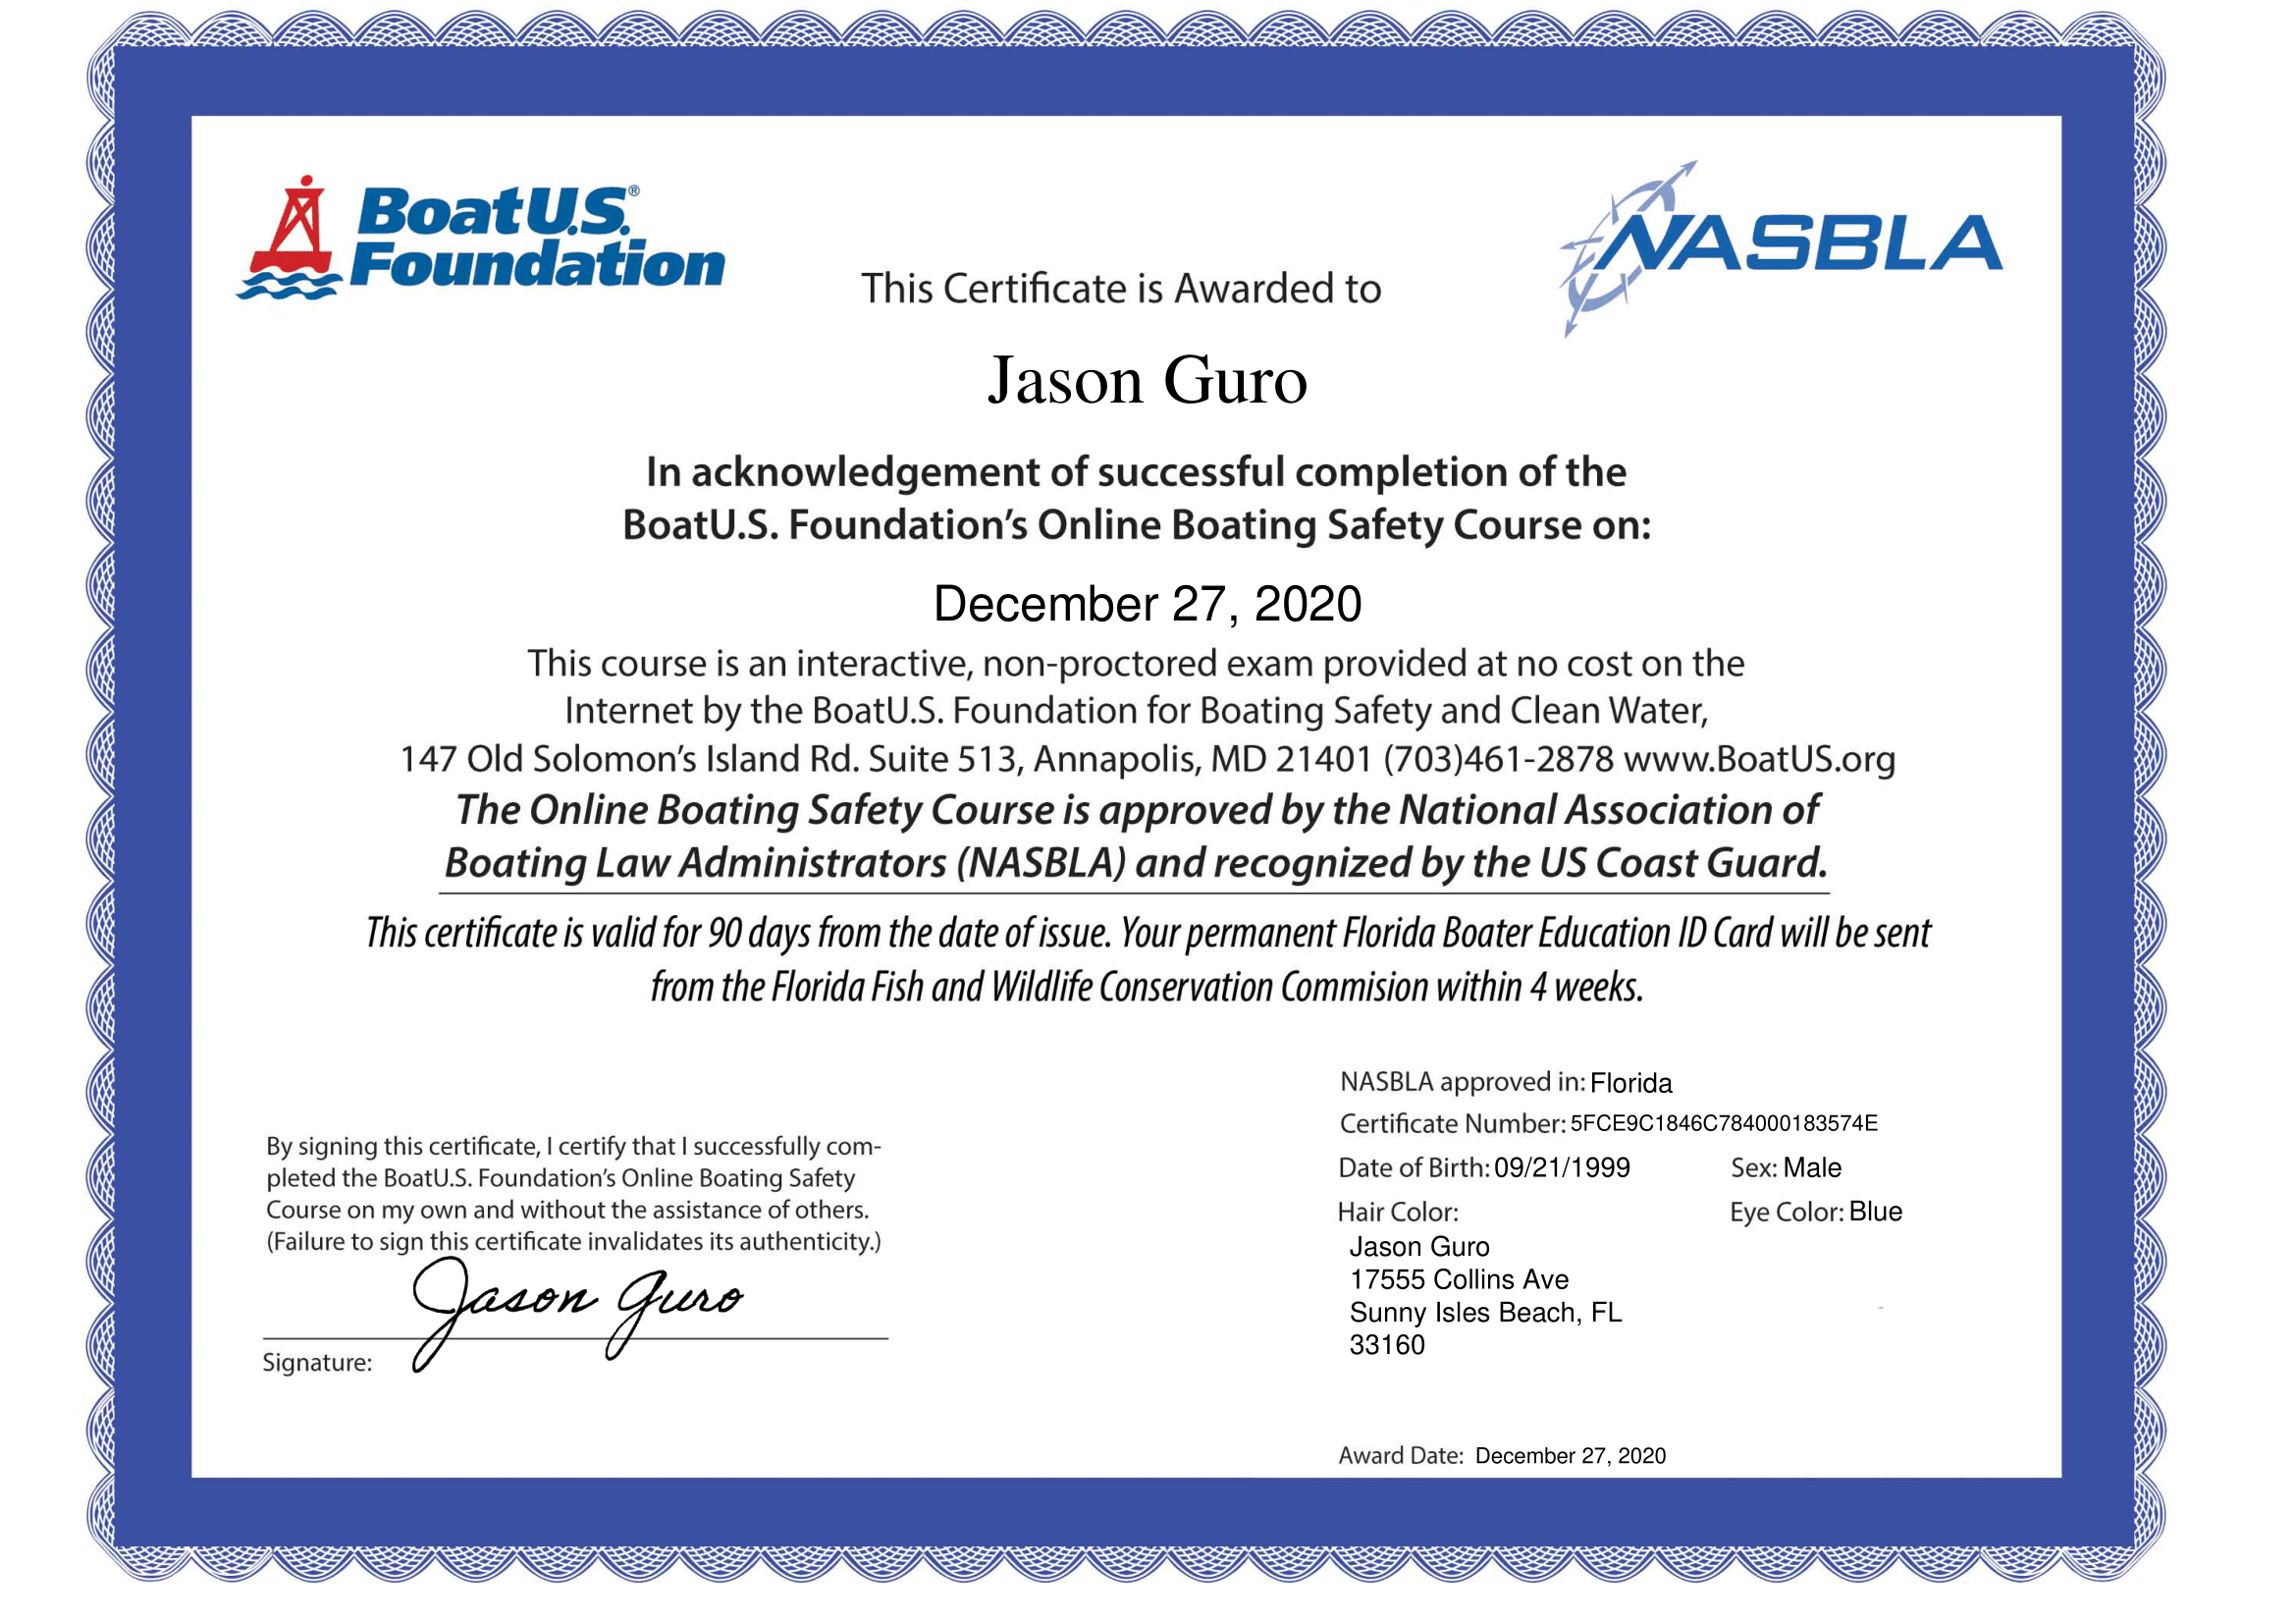 BoatU.S.®
Foundation
NASBLA
This Certificate is Awarded to
Jason Guro
In acknowledgement of successful completion of the
BoatU.S. Foundation’s Online Boating Safety Course on:
December 27, 2020
This course is an interactive, non-proctored exam provided at no cost on the
Internet by the BoatU.S. Foundation for Boating Safety and Clean Water,
147 Old Solomon’s Island Rd. Suite 513, Annapolis, MD 21401 (703)461-2878 www.BoatUS.org
The Online Boating Safety Course is approved by the National Association of
Boating Law Administrators (NASBLA) and recognized by the US Coast Guard.
This certificate is valid for 90 days from the date of issue. Your permanent Florida Boater Education ID Card will be sent
from the Florida Fish and Wildlife Conservation Commision within 4 weeks.
By signing this certificate, I certify that I successfully com-
pleted the BoatU.S. Foundation’s Online Boating Safety
Course on my own and without the assistance of others.
(Failure to sign this certificate invalidates its authenticity.)
Jason Guro
Signature:
NASBLA approved in: Florida
Certificate Number: 5FCE9C1846C784000183574E
Date of Birth: 09/21/1999 Sex: Male
Hair Color: Eye Color: Blue
Jason Guro
17555 Collins Ave
Sunny Isles Beach, FL
33160
Award Date: December 27, 2020